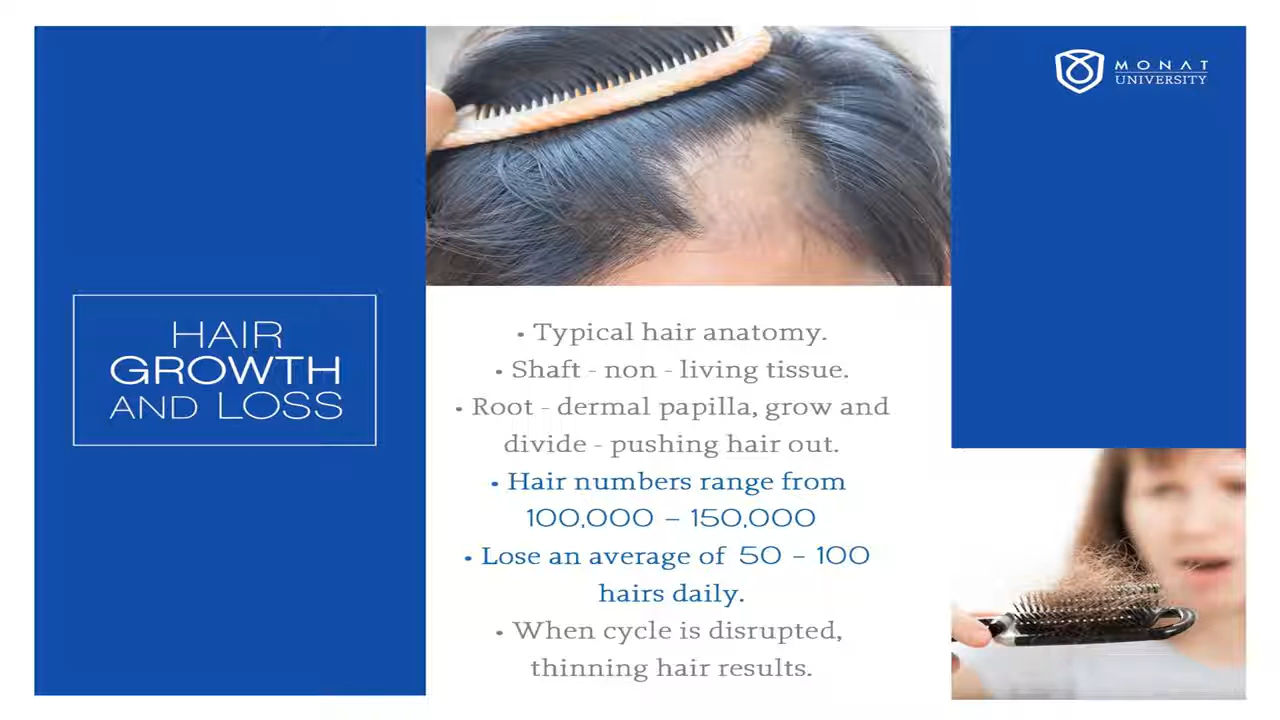 HAIR
GROWTH
AND LOSS
• Typical hair anatomy.
• Shaft - non - living tissue.
• Root - dermal papilla, grow and
divide - pushing hair out.
• Hair numbers range from
100,000 – 150,000
• Lose an average of 50 - 100
hairs daily.
• When cycle is disrupted,
thinning hair results.
MONAT
UNIVERSITY